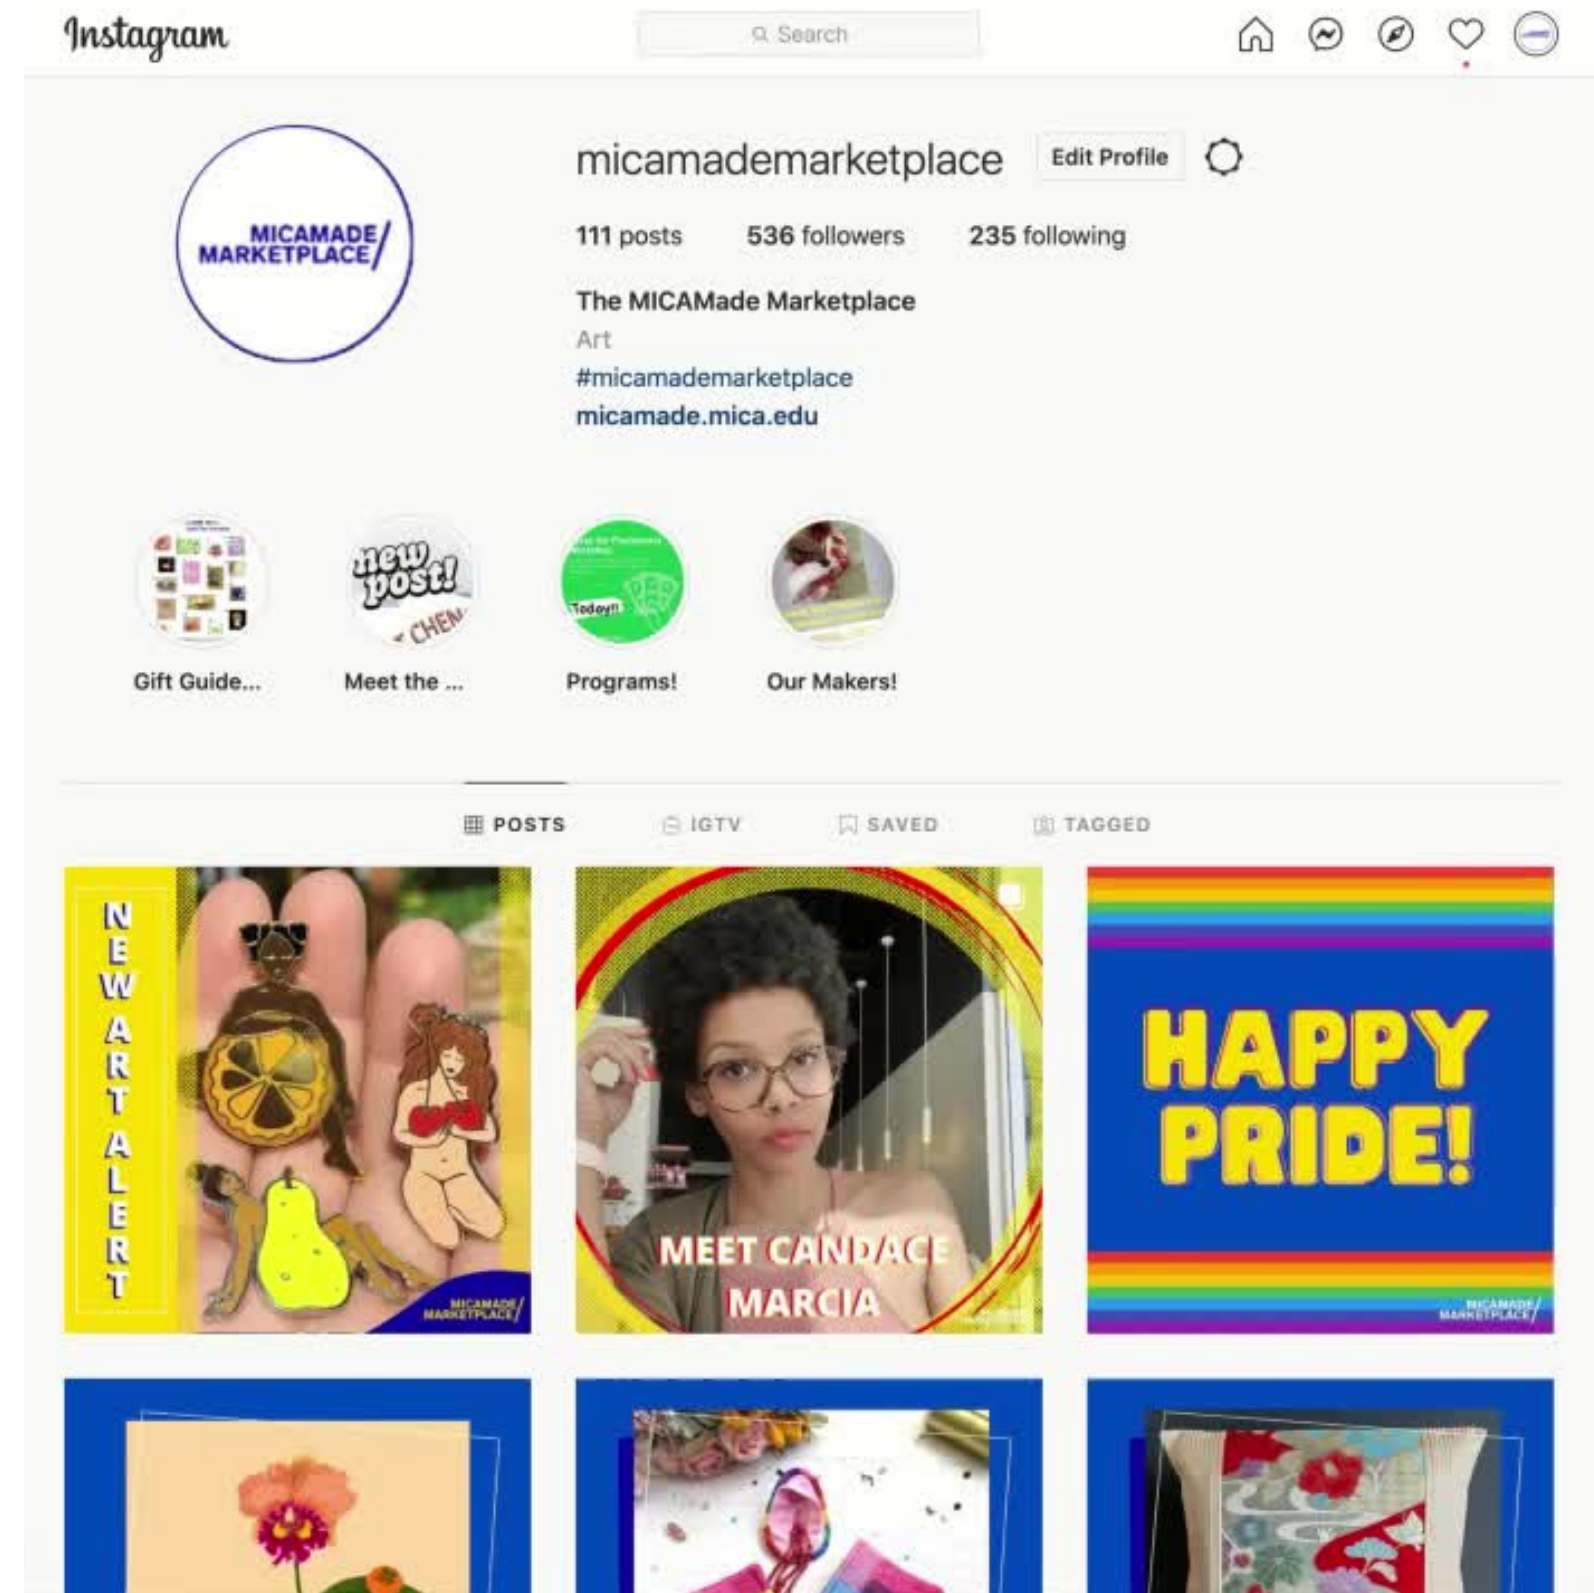 Instagram
Search
micamademarketplace
Edit Profile
MICAMADE/
MARKETPLACE
111 posts 536 followers 235 following
The MICAMade Marketplace
Art
#micamademarketplace
micamade.mica.edu
new
post!
CHEN
Today!!
Gift Guide... Meet the ... Programs! Our Makers!
POSTS IGTV SAVED TAGGED
NEW ART ALERT
MICAMADE/
MARKETPLACE
MEET CANDACE
MARCIA
HAPPY
PRIDE!
MICAMADE/
MARKETPLACE